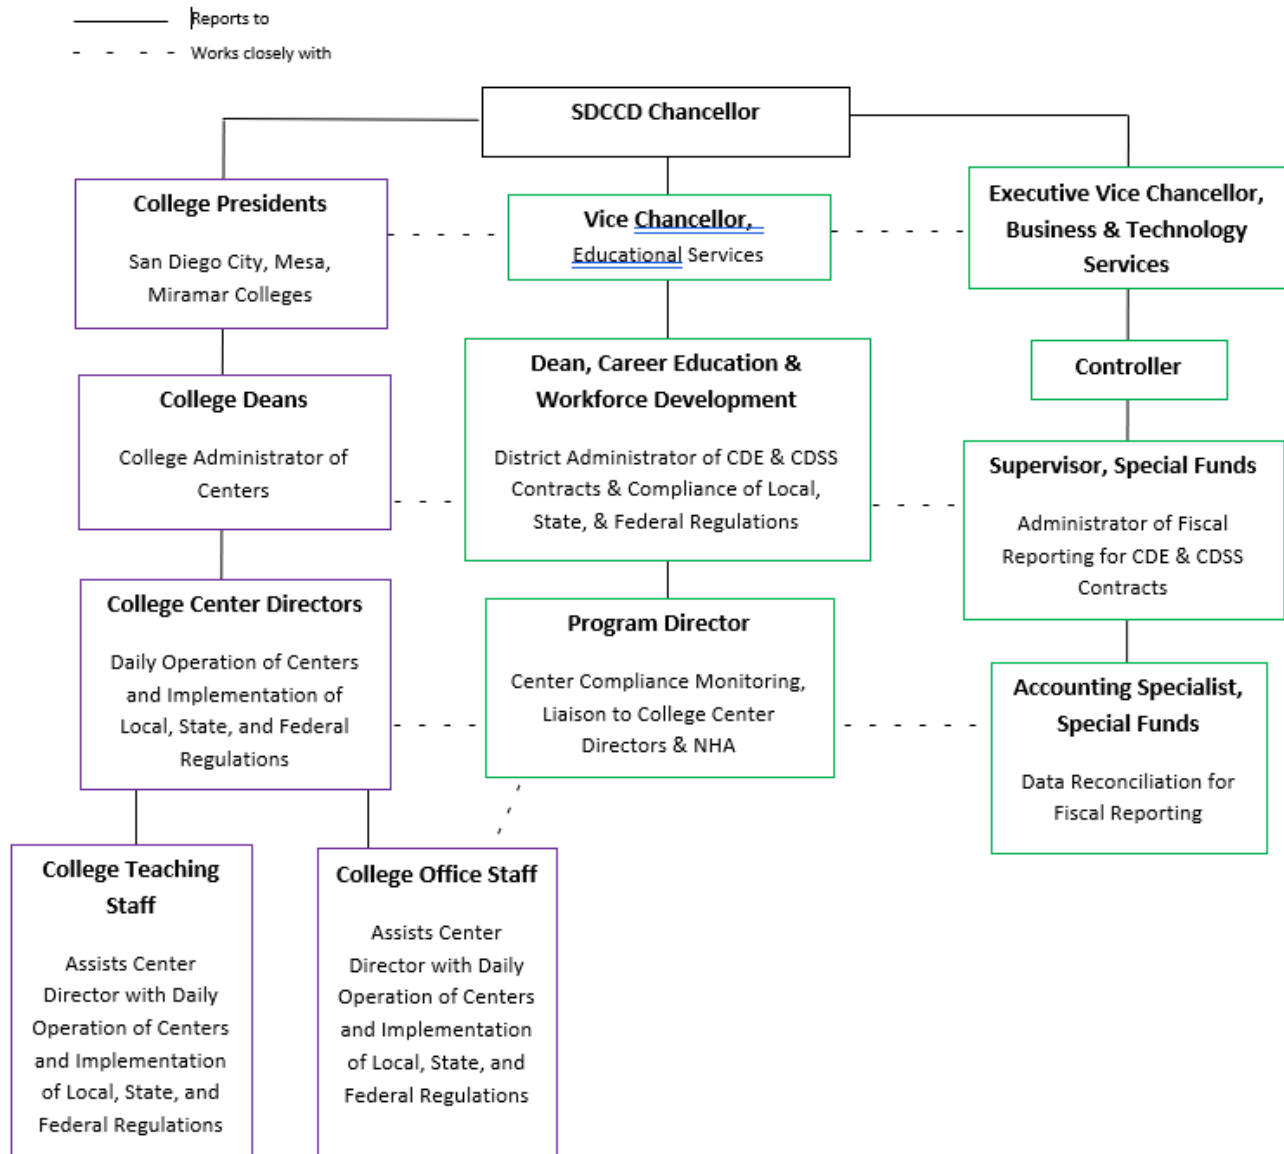 Reports to
Works closely with
SDCCD Chancellor
College Presidents
San Diego City, Mesa,
Miramar Colleges
Vice Chancellor,
Educational Services
Executive Vice Chancellor,
Business & Technology
Services
College Deans
College Administrator of
Centers
Dean, Career Education &
Workforce Development
District Administrator of CDE & CDSS
Contracts & Compliance of Local,
State, & Federal Regulations
Controller
Supervisor, Special Funds
Administrator of Fiscal
Reporting for CDE & CDSS
Contracts
College Center Directors
Daily Operation of Centers
and Implementation of
Local, State, and Federal
Regulations
Program Director
Center Compliance Monitoring,
Liaison to College Center
Directors & NHA
Accounting Specialist,
Special Funds
Data Reconciliation for
Fiscal Reporting
College Teaching
Staff
Assists Center
Director with Daily
Operation of Centers
and Implementation
of Local, State, and
Federal Regulations
College Office Staff
Assists Center
Director with Daily
Operation of Centers
and Implementation
of Local, State, and
Federal Regulations